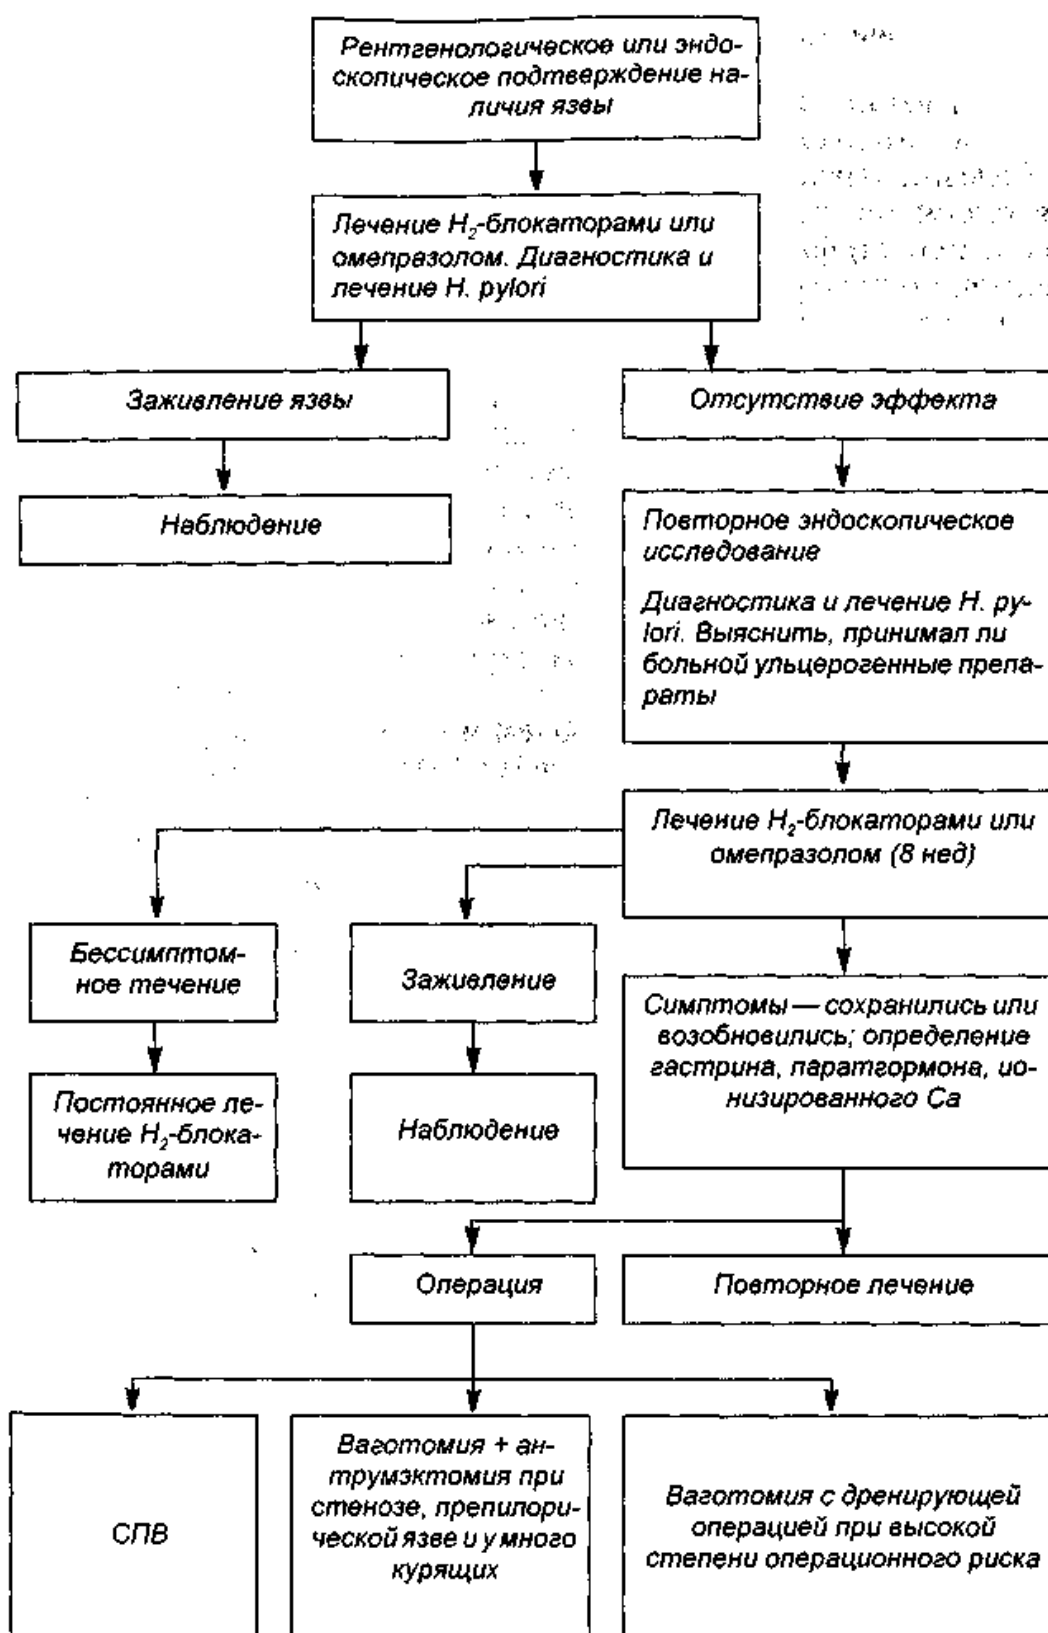 Рентгенологическое или эндо-
скопическое подтверждение на-
личия язвы
Лечение H₂-блокаторами или
омепразолом. Диагностика и
лечение H. pylori
Заживление язвы
Отсутствие эффекта
Наблюдение
Повторное эндоскопическое
исследование
Диагностика и лечение H. py-
lori. Выяснить, принимал ли
больной ульцерогенные препа-
раты
Лечение H₂-блокаторами или
омепразолом (8 нед)
Бессимптом-
ное течение
Заживление
Симптомы — сохранились или
возобновились; определение
гастрина, паратгормона, ио-
низированного Ca
Постоянное ле-
чение H₂-блока-
торами
Наблюдение
Операция
Повторное лечение
СПВ
Ваготомия + ан-
трумэктомия при
стенозе, препилори-
ческой язве и у много
курящих
Ваготомия с дренирующей
операцией при высокой
степени операционного риска